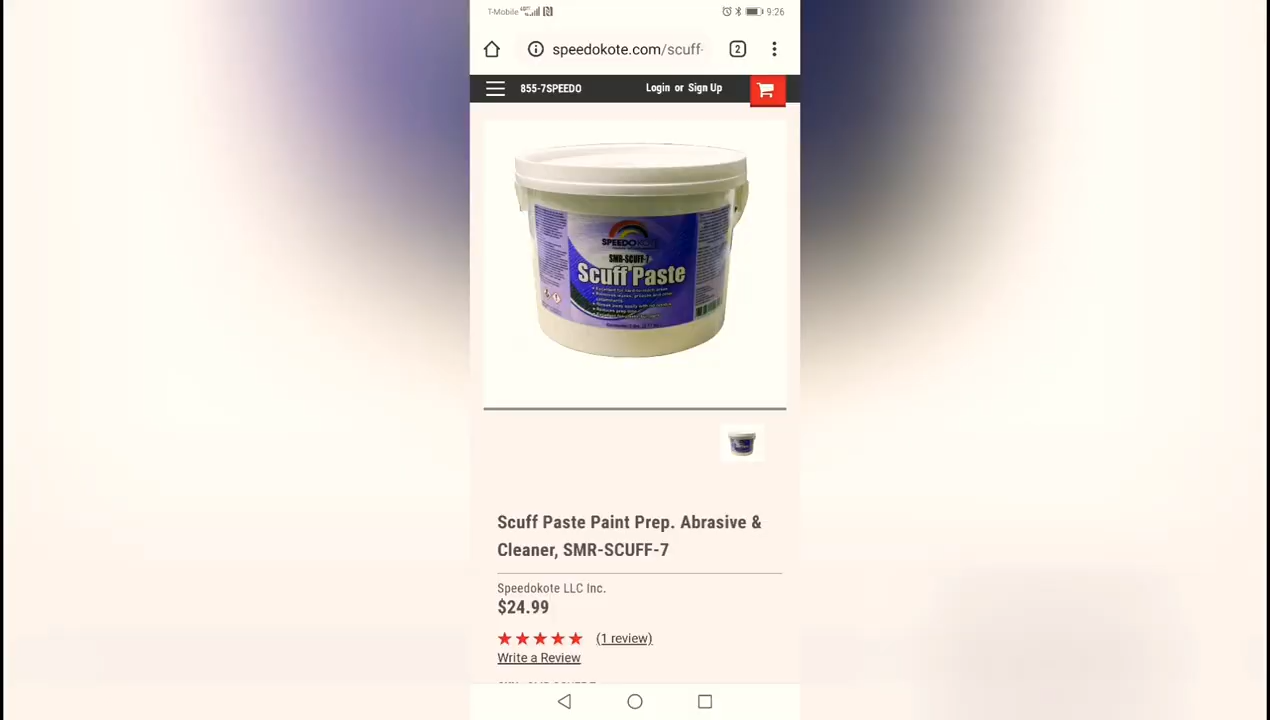 T-Mobile 9:26
speedokote.com/scuff-
2
855-7SPEEDO Login or Sign Up
SPEEDOKOTE
SMR-SCUFF-7
Scuff Paste
Scuff Paste Paint Prep. Abrasive &
Cleaner, SMR-SCUFF-7
Speedokote LLC Inc.
$24.99
(1 review)
Write a Review